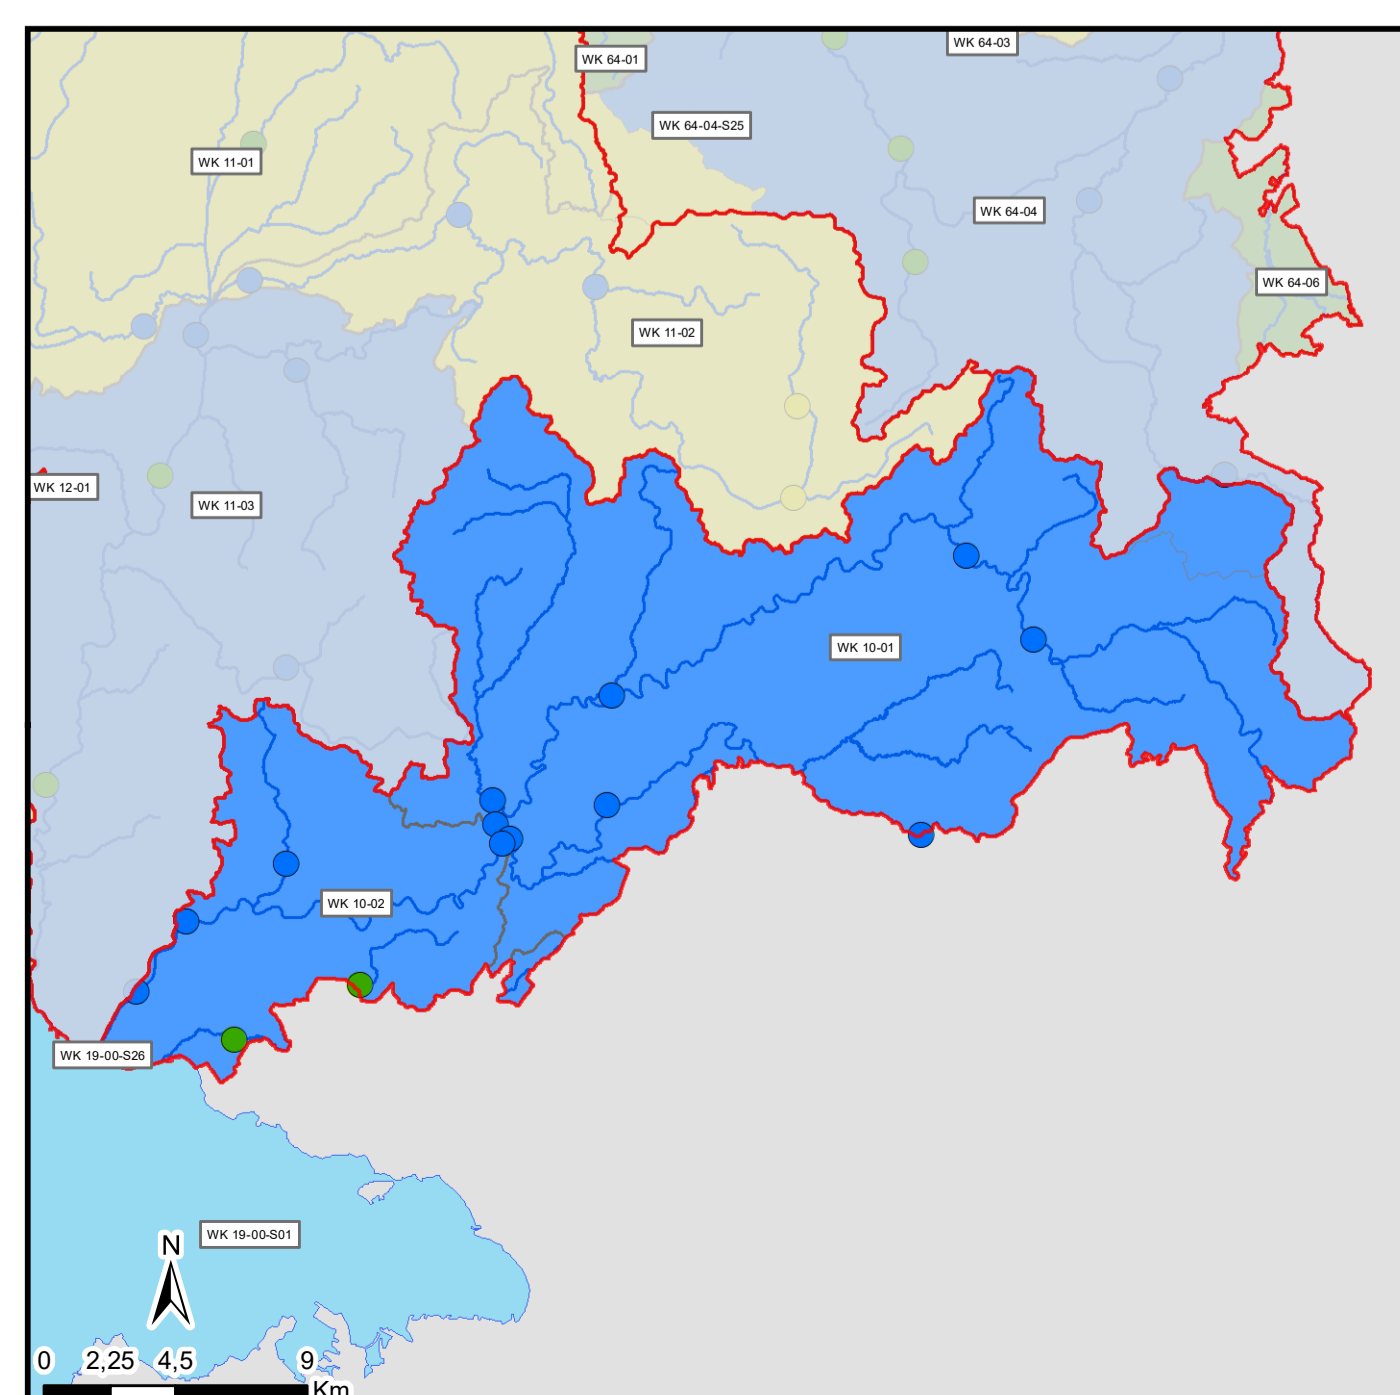 WK 64-03
WK 64-01
WK 64-04-S25
WK 11-01
WK 64-04
WK 64-06
WK 11-02
WK 12-01
WK 11-03
WK 10-01
WK 10-02
WK 19-00-S26
WK 19-00-S01
N
0 2,25 4,5 9
Km